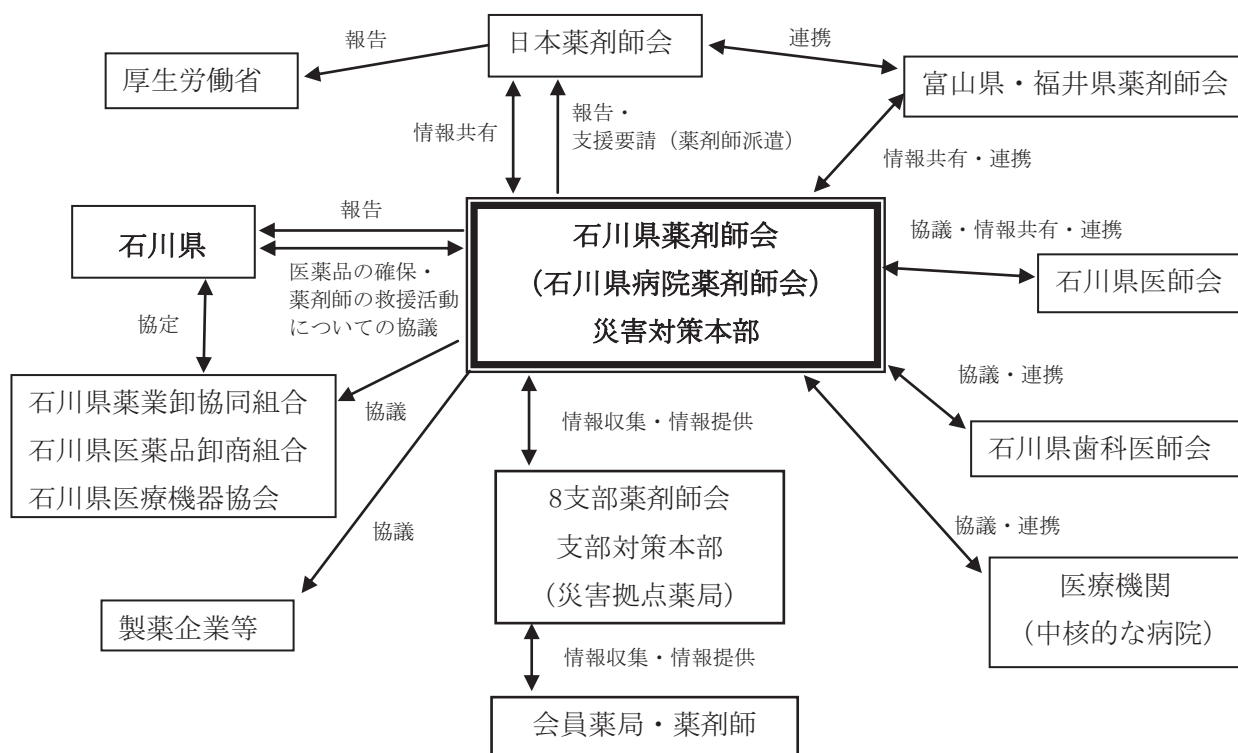 日本薬剤師会
報告
連携
厚生労働省
富山県・福井県薬剤師会
情報共有
報告・
支援要請（薬剤師派遣）
情報共有・連携
石川県
報告
石川県薬剤師会
（石川県病院薬剤師会）
災害対策本部
協議・情報共有・連携
石川県医師会
医薬品の確保・
薬剤師の救援活動
についての協議
協定
協議・連携
石川県薬業卸協同組合
石川県医薬品卸商組合
石川県医療機器協会
協議
情報収集・情報提供
石川県歯科医師会
8支部薬剤師会
支部対策本部
（災害拠点薬局）
協議
協議・連携
製薬企業等
医療機関
（中核的な病院）
情報収集・情報提供
会員薬局・薬剤師